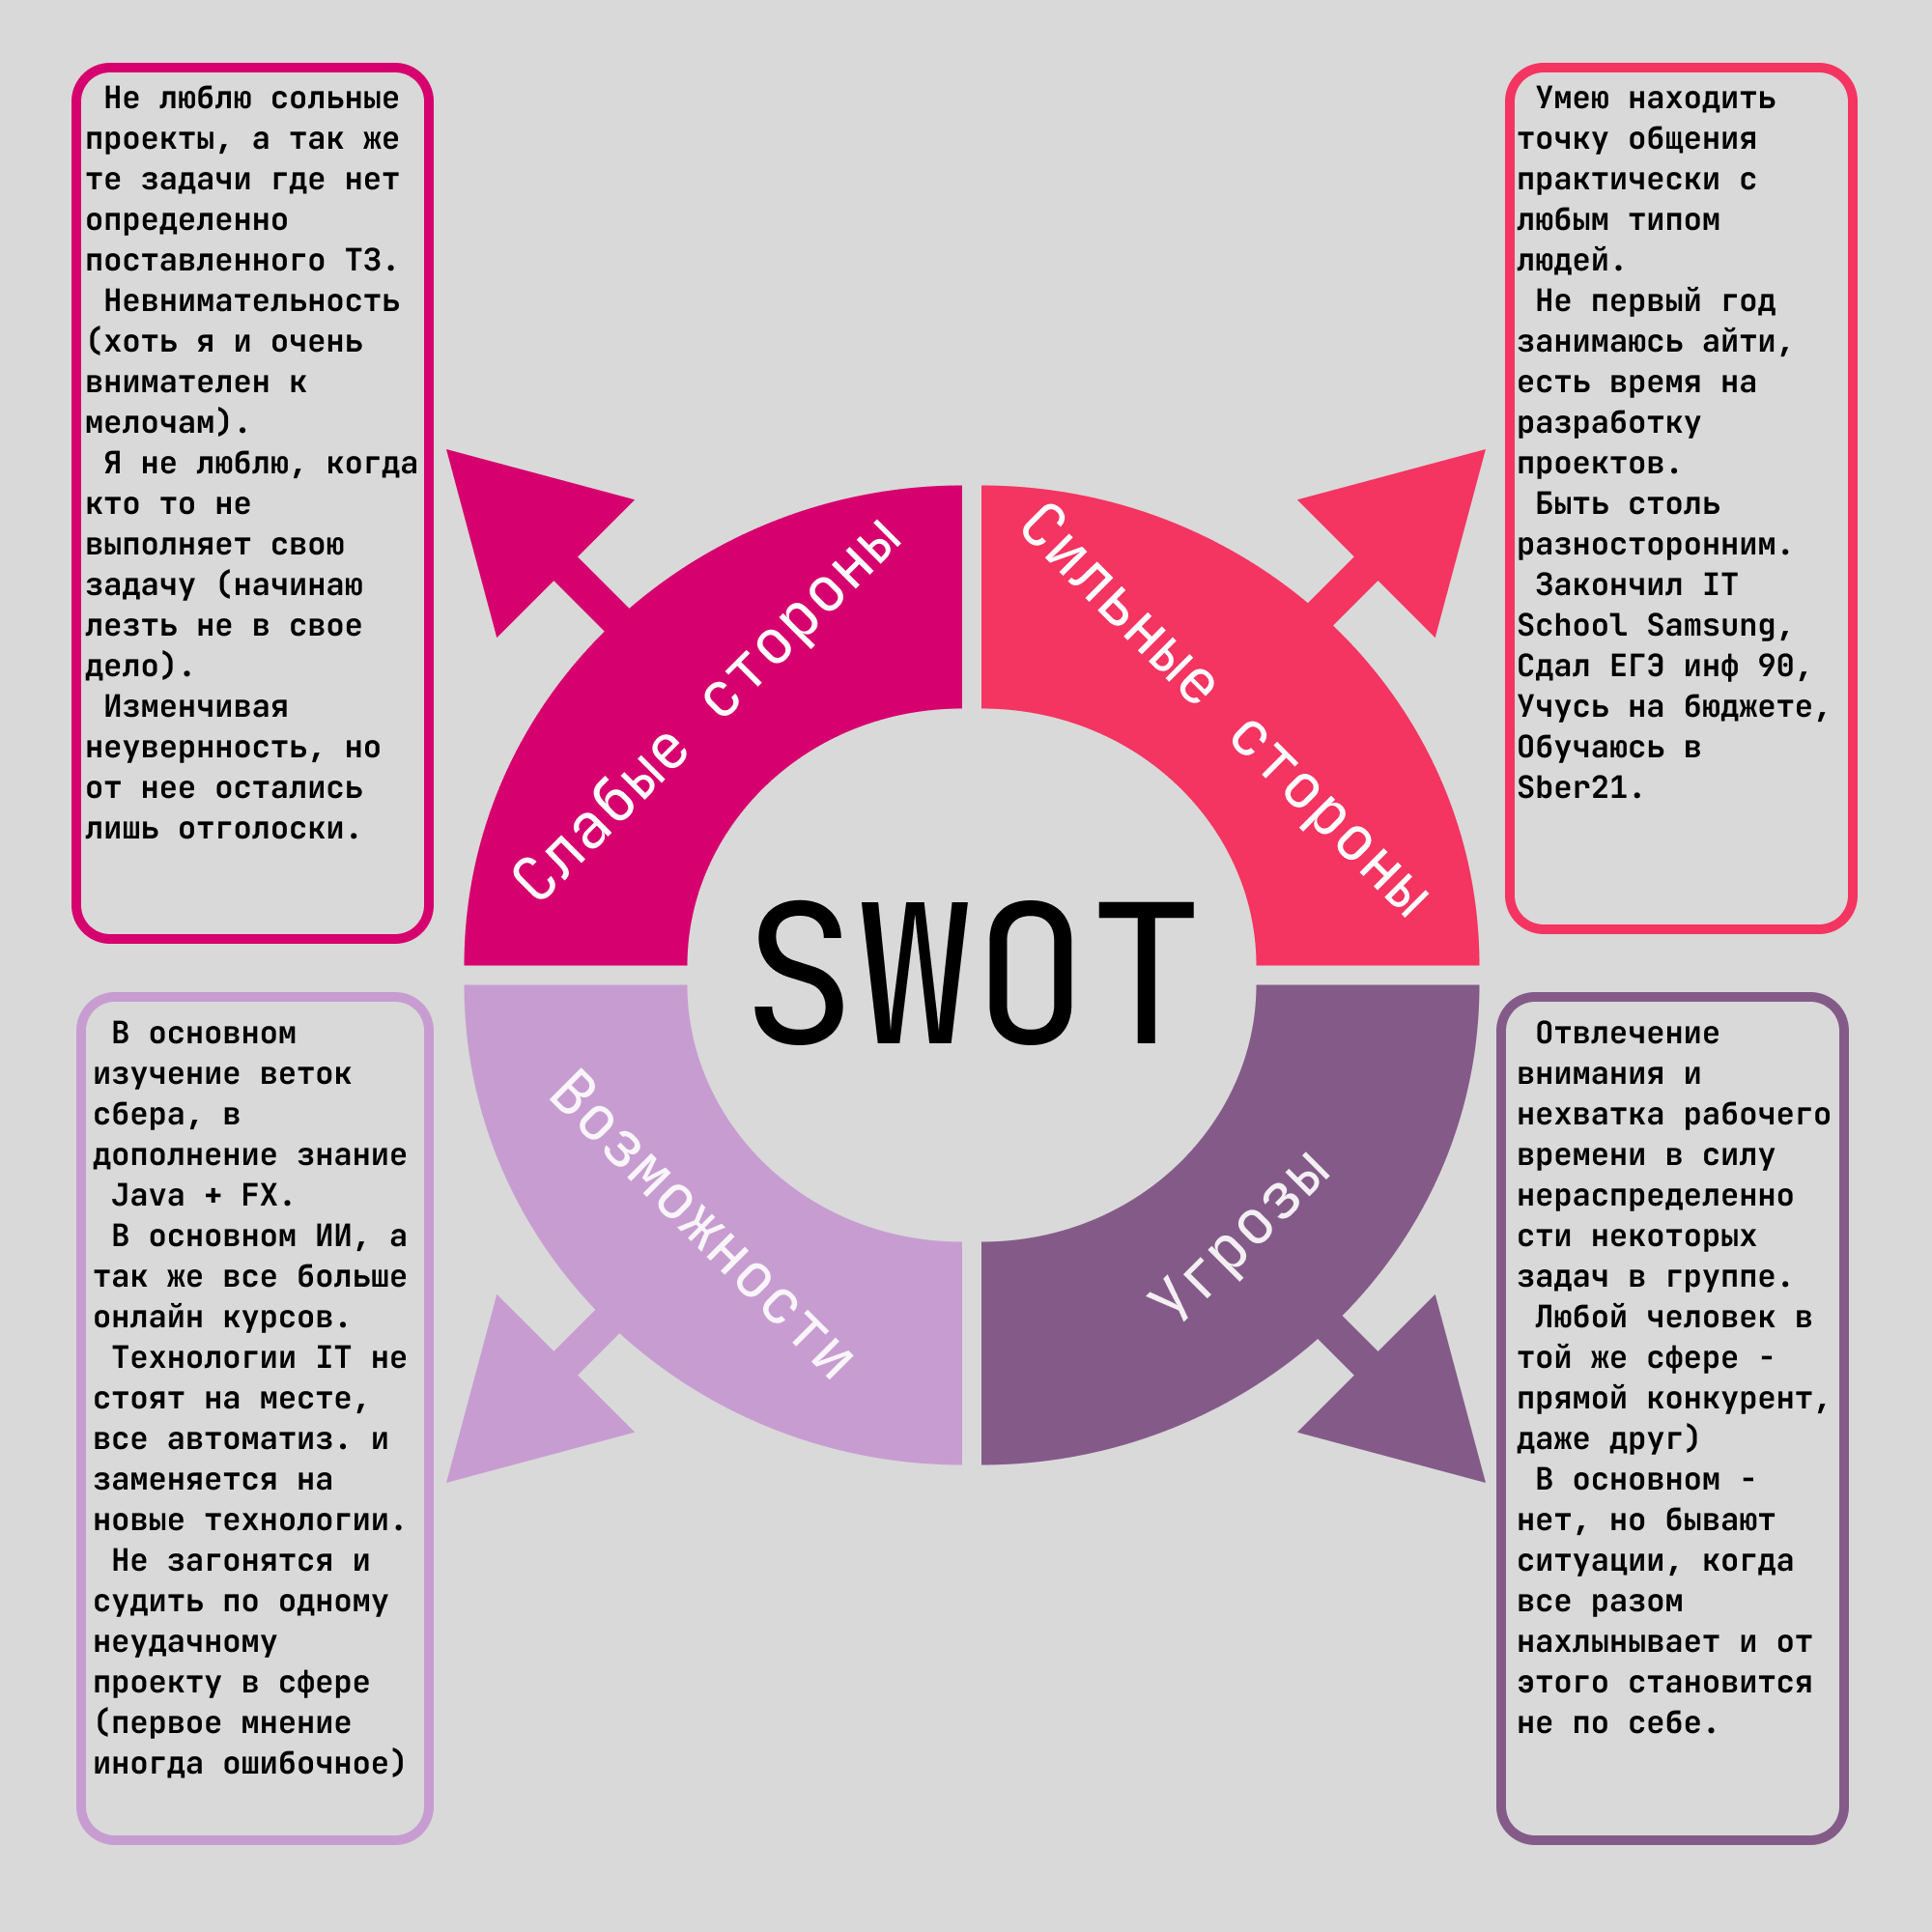 Не люблю сольные
проекты, а так же
те задачи где нет
определенно
поставленного ТЗ.
Невнимательность
(хоть я и очень
внимателен к
мелочам).
Я не люблю, когда
кто то не
выполняет свою
задачу (начинаю
лезть не в свое
дело).
Изменчивая
неувернность, но
от нее остались
лишь отголоски.
Умею находить
точку общения
практически с
любым типом
людей.
Не первый год
занимаюсь айти,
есть время на
разработку
проектов.
Быть столь
разносторонним.
Закончил IT
School Samsung,
Сдал ЕГЭ инф 90,
Учусь на бюджете,
Обучаюсь в
Sber21.
Слабые стороны
Сильные стороны
SWOT
Возможности
Угрозы
В основном
изучение веток
сбера, в
дополнение знание
Java + FX.
В основном ИИ, а
так же все больше
онлайн курсов.
Технологии IT не
стоят на месте,
все автоматиз. и
заменяется на
новые технологии.
Не загонятся и
судить по одному
неудачному
проекту в сфере
(первое мнение
иногда ошибочное)
Отвлечение
внимания и
нехватка рабочего
времени в силу
нераспределенно
сти некоторых
задач в группе.
Любой человек в
той же сфере -
прямой конкурент,
даже друг)
В основном -
нет, но бывают
ситуации, когда
все разом
нахлынывает и от
этого становится
не по себе.